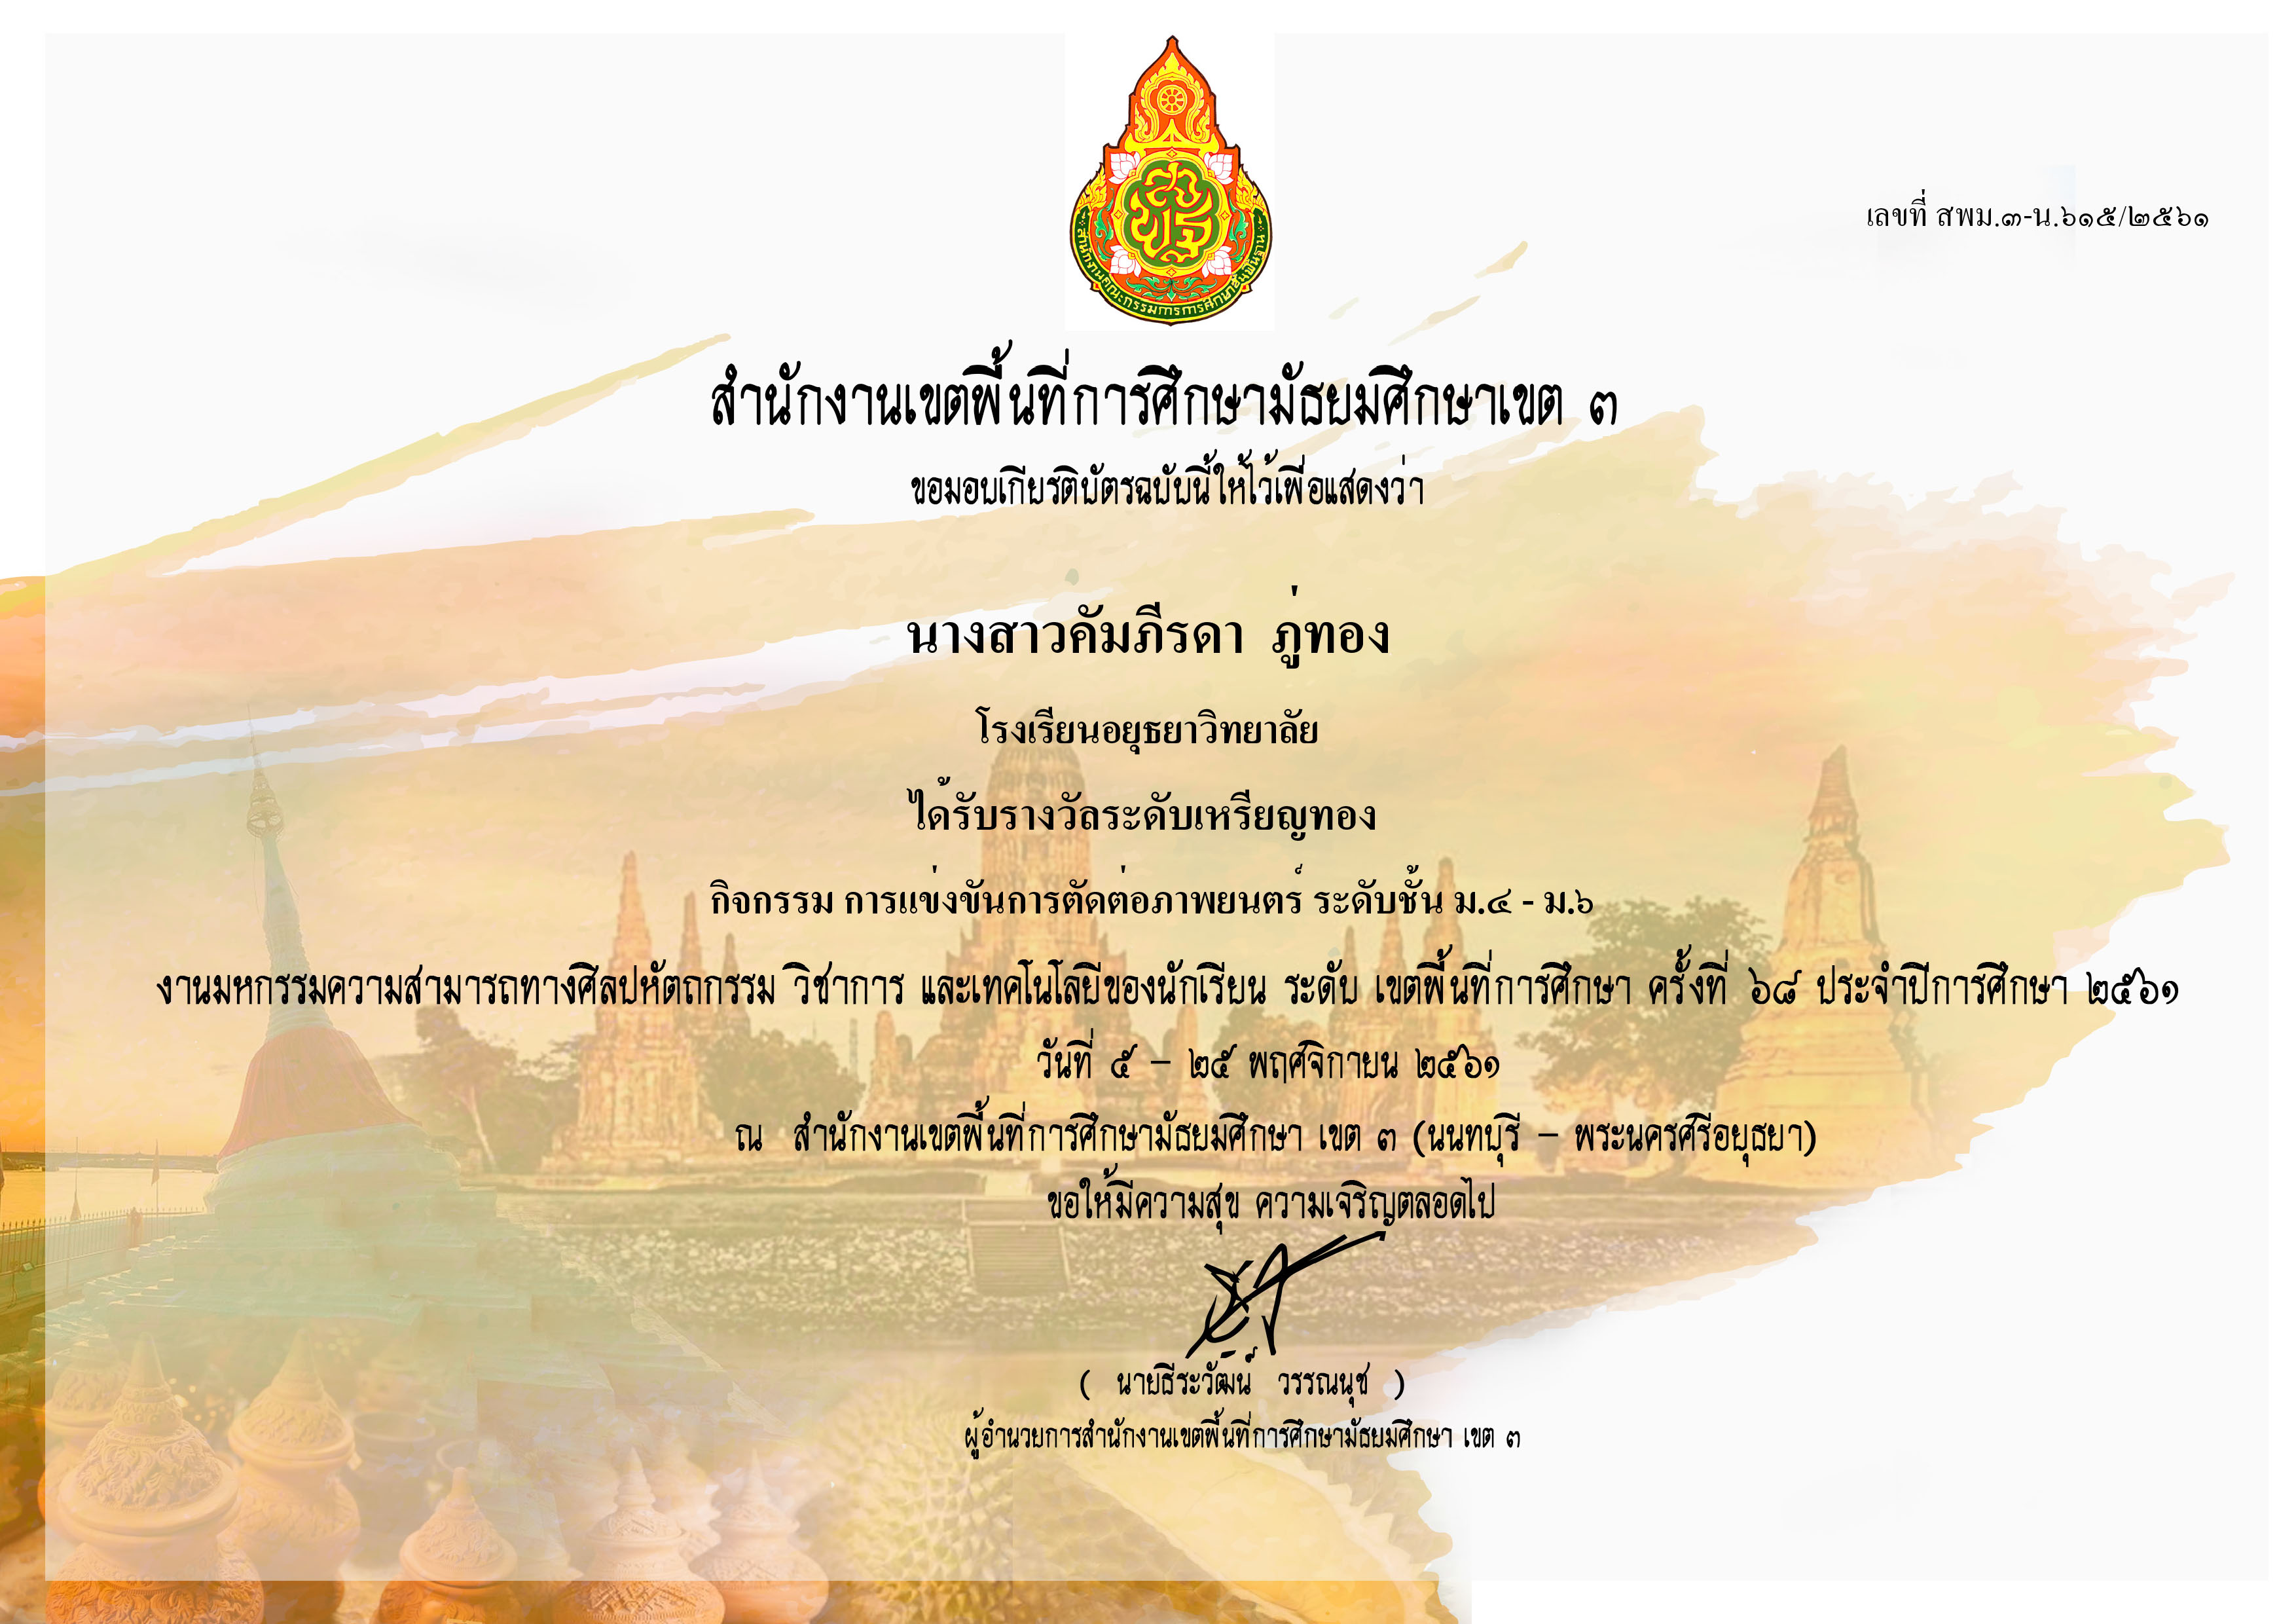 สำนักงานคณะกรรมการการศึกษาขั้นพื้นฐาน
เลขที่ สพม.๓-น.๖๑๕/๒๕๖๑
สำนักงานเขตพื้นที่การศึกษามัธยมศึกษาเขต ๓
ขอมอบเกียรติบัตรฉบับนี้ให้ไว้เพื่อแสดงว่า
นางสาวคัมภีรดา ภู่ทอง
โรงเรียนอยุธยาวิทยาลัย
ได้รับรางวัลระดับเหรียญทอง
กิจกรรม การแข่งขันการตัดต่อภาพยนตร์ ระดับชั้น ม.๔ - ม.๖
งานมหกรรมความสามารถทางศิลปหัตถกรรม วิชาการ และเทคโนโลยีของนักเรียน ระดับ เขตพื้นที่การศึกษา ครั้งที่ ๖๘ ประจำปีการศึกษา ๒๕๖๑
วันที่ ๕ – ๒๕ พฤศจิกายน ๒๕๖๑
ณ สำนักงานเขตพื้นที่การศึกษามัธยมศึกษา เขต ๓ (นนทบุรี – พระนครศรีอยุธยา)
ขอให้มีความสุข ความเจริญตลอดไป
( นายธีระวัฒน์ วรรณนุช )
ผู้อำนวยการสำนักงานเขตพื้นที่การศึกษามัธยมศึกษา เขต ๓